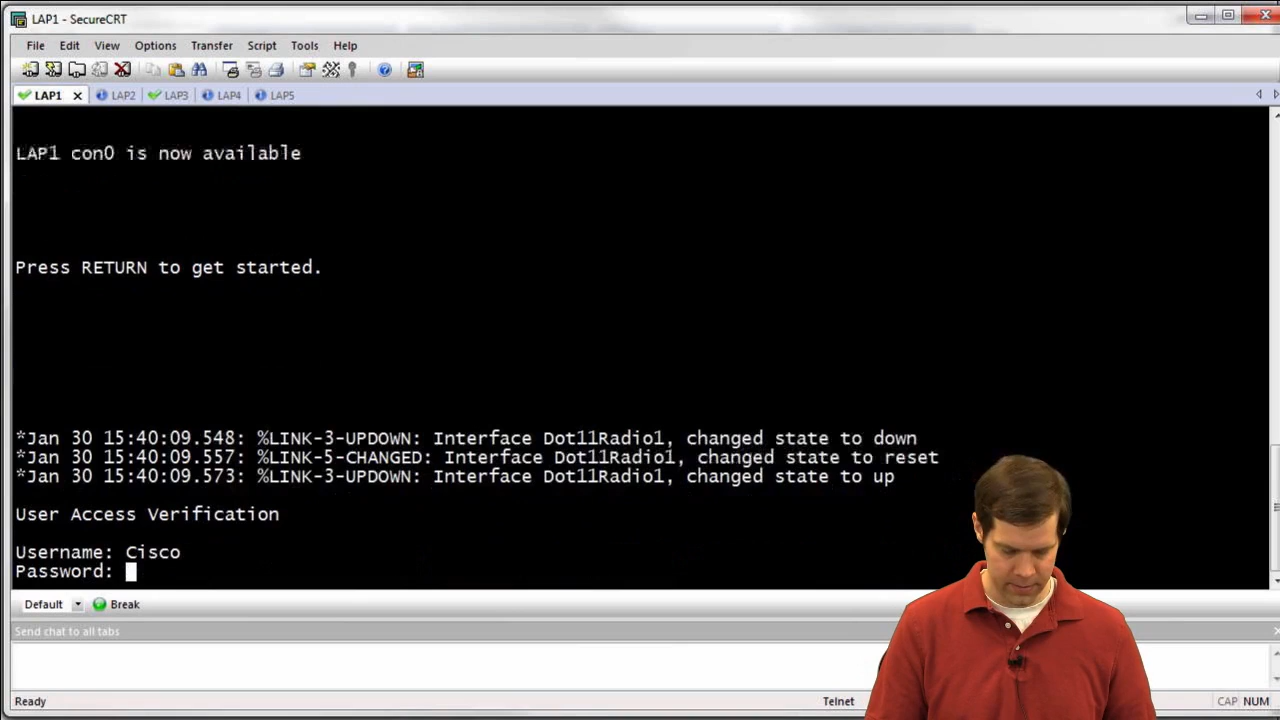 LAP1 - SecureCRT
File Edit View Options Transfer Script Tools Help
LAP1 LAP2 LAP3 LAP4 LAP5
LAP1 con0 is now available
Press RETURN to get started.
*Jan 30 15:40:09.548: %LINK-3-UPDOWN: Interface Dot11Radio1, changed state to down
*Jan 30 15:40:09.557: %LINK-5-CHANGED: Interface Dot11Radio1, changed state to reset
*Jan 30 15:40:09.573: %LINK-3-UPDOWN: Interface Dot11Radio1, changed state to up
User Access Verification
Username: Cisco
Password:
Default Break
Send chat to all tabs
Ready Telnet CAP NUM